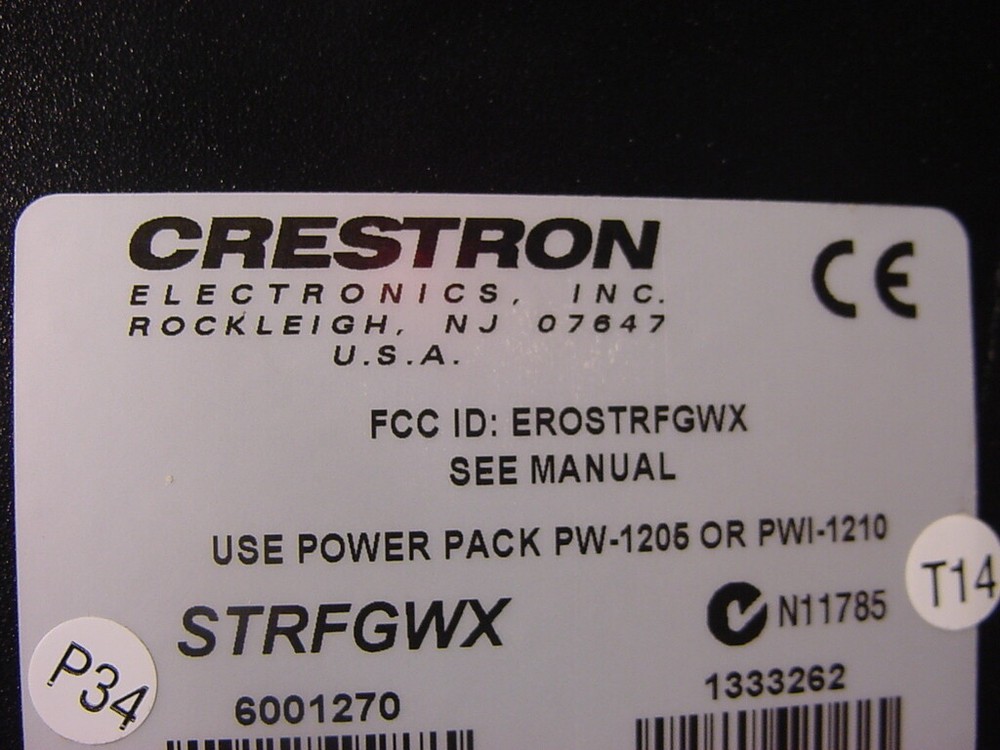 CRESTRON
ELECTRONICS, INC.
ROCKLEIGH, NJ 07647
U.S.A.
CE
FCC ID: EROSTRFGWX
SEE MANUAL
USE POWER PACK PW-1205 OR PWI-1210
T14
STRFGWX
N11785
P34
6001270
1333262